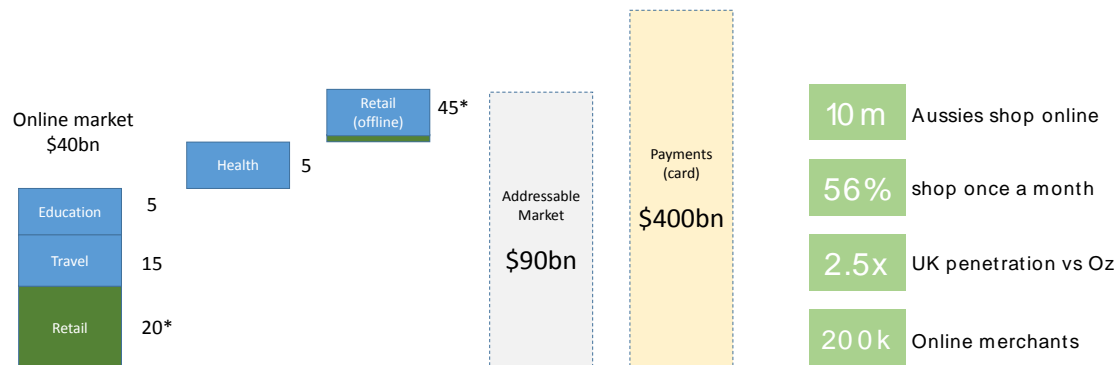 Online market
$40bn
Education
5
Travel
15
Retail
20*
Health
5
Retail
(offline)
45*
Addressable
Market
$90bn
Payments
(card)
$400bn
10 m
Aussies shop online
56%
shop once a month
2.5x
UK penetration vs Oz
200k
Online merchants